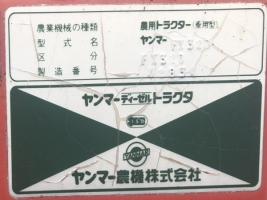 農業機械の種類 農用トラクター(乗用型)
型式名 ヤンマー
区分
製造番号
ヤンマーディーゼルトラクタ
YANMAR
ヤンマー農機株式会社